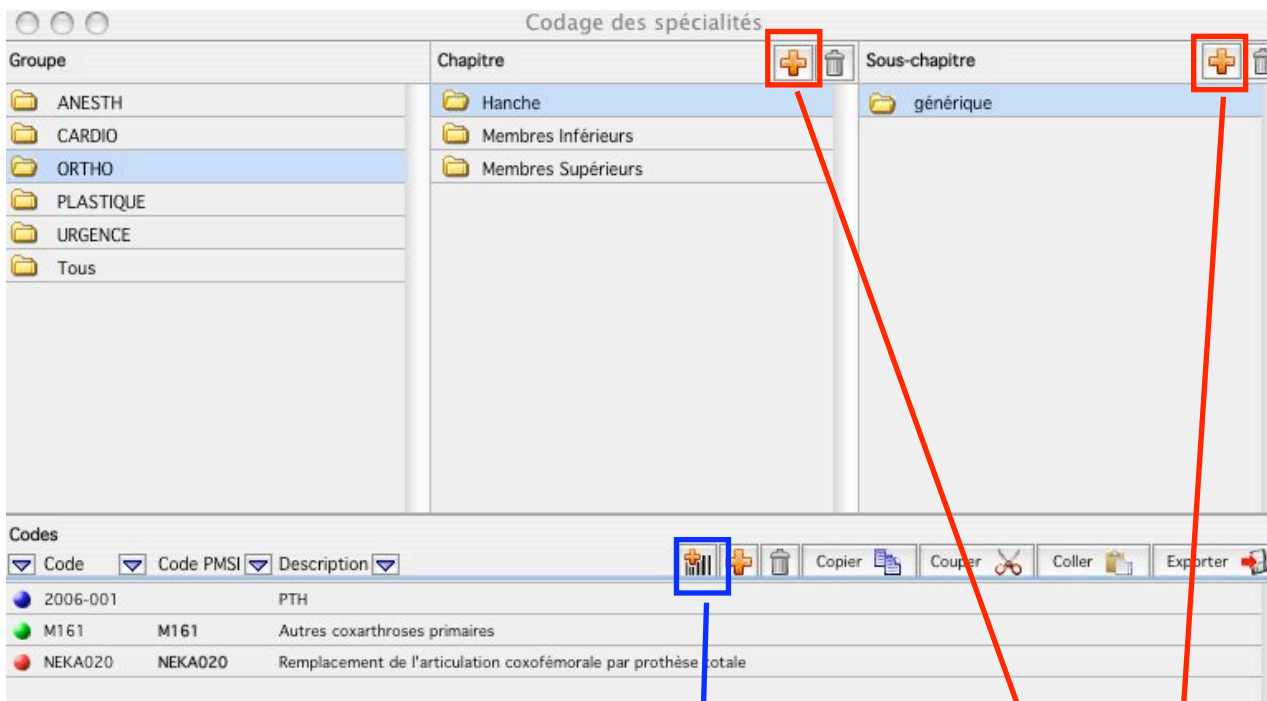 Codage des spécialités
Groupe
ANESTH
CARDIO
ORTHO
PLASTIQUE
URGENCE
Tous
Chapitre
Hanche
Membres Inférieurs
Membres Supérieurs
Sous-chapitre
générique
Codes
Code Code PMSI Description Copier Couper Coller Exporter
2006-001 PTH
M161 M161 Autres coxarthroses primaires
NEKA020 NEKA020 Remplacement de l'articulation coxofémorale par prothèse totale